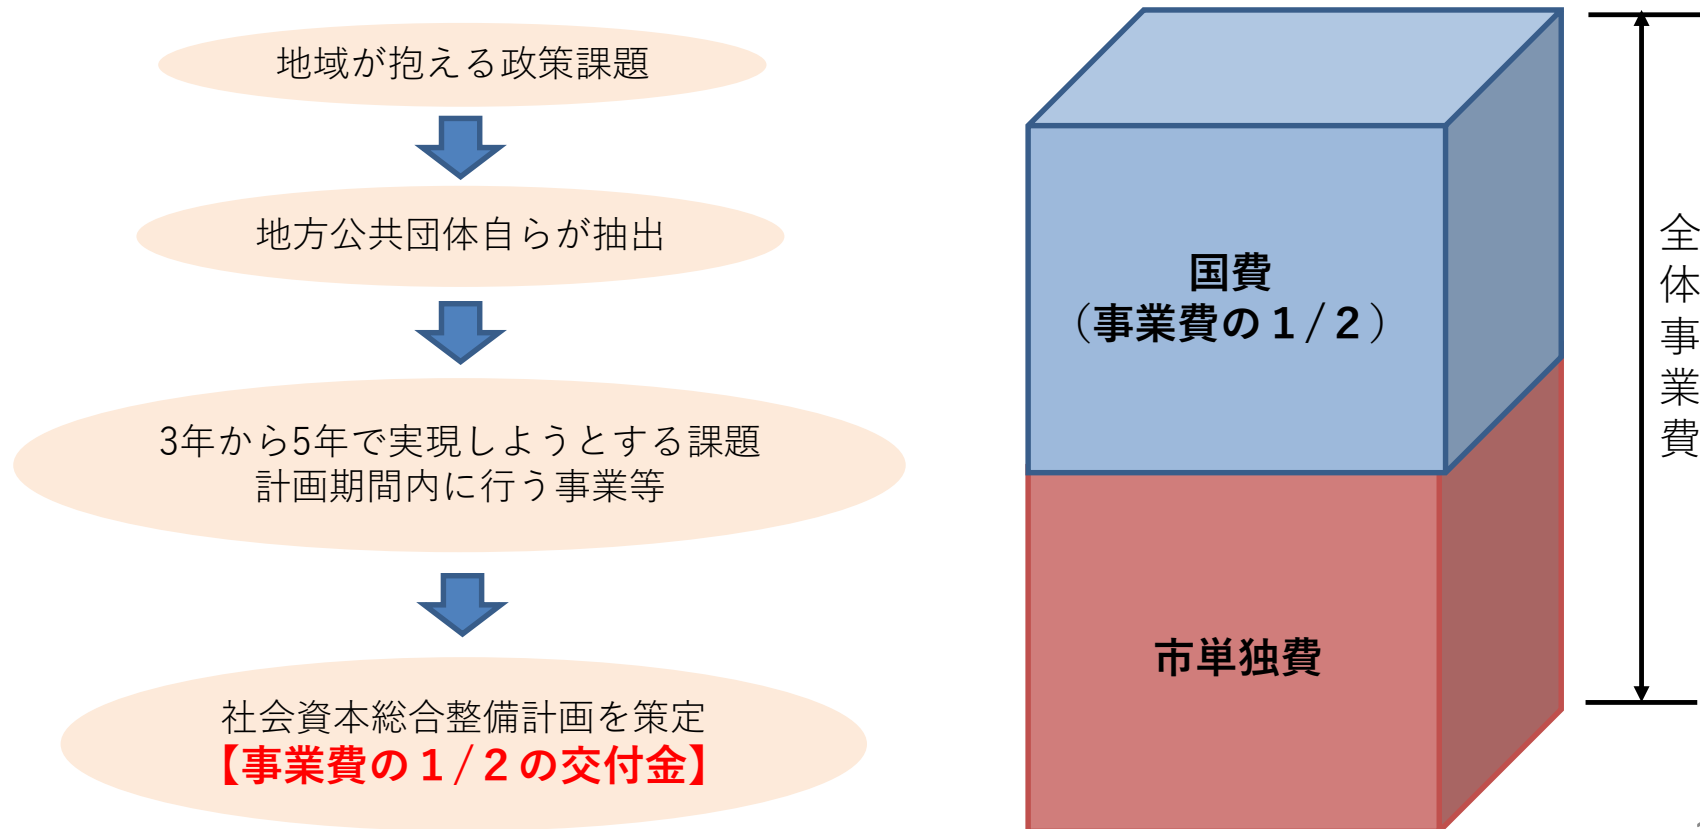 地域が抱える政策課題
地方公共団体自らが抽出
3年から5年で実現しようとする課題
計画期間内に行う事業等
社会資本総合整備計画を策定
【事業費の１/２の交付金】
国費
（事業費の１/２）
市単独費
全体事業費